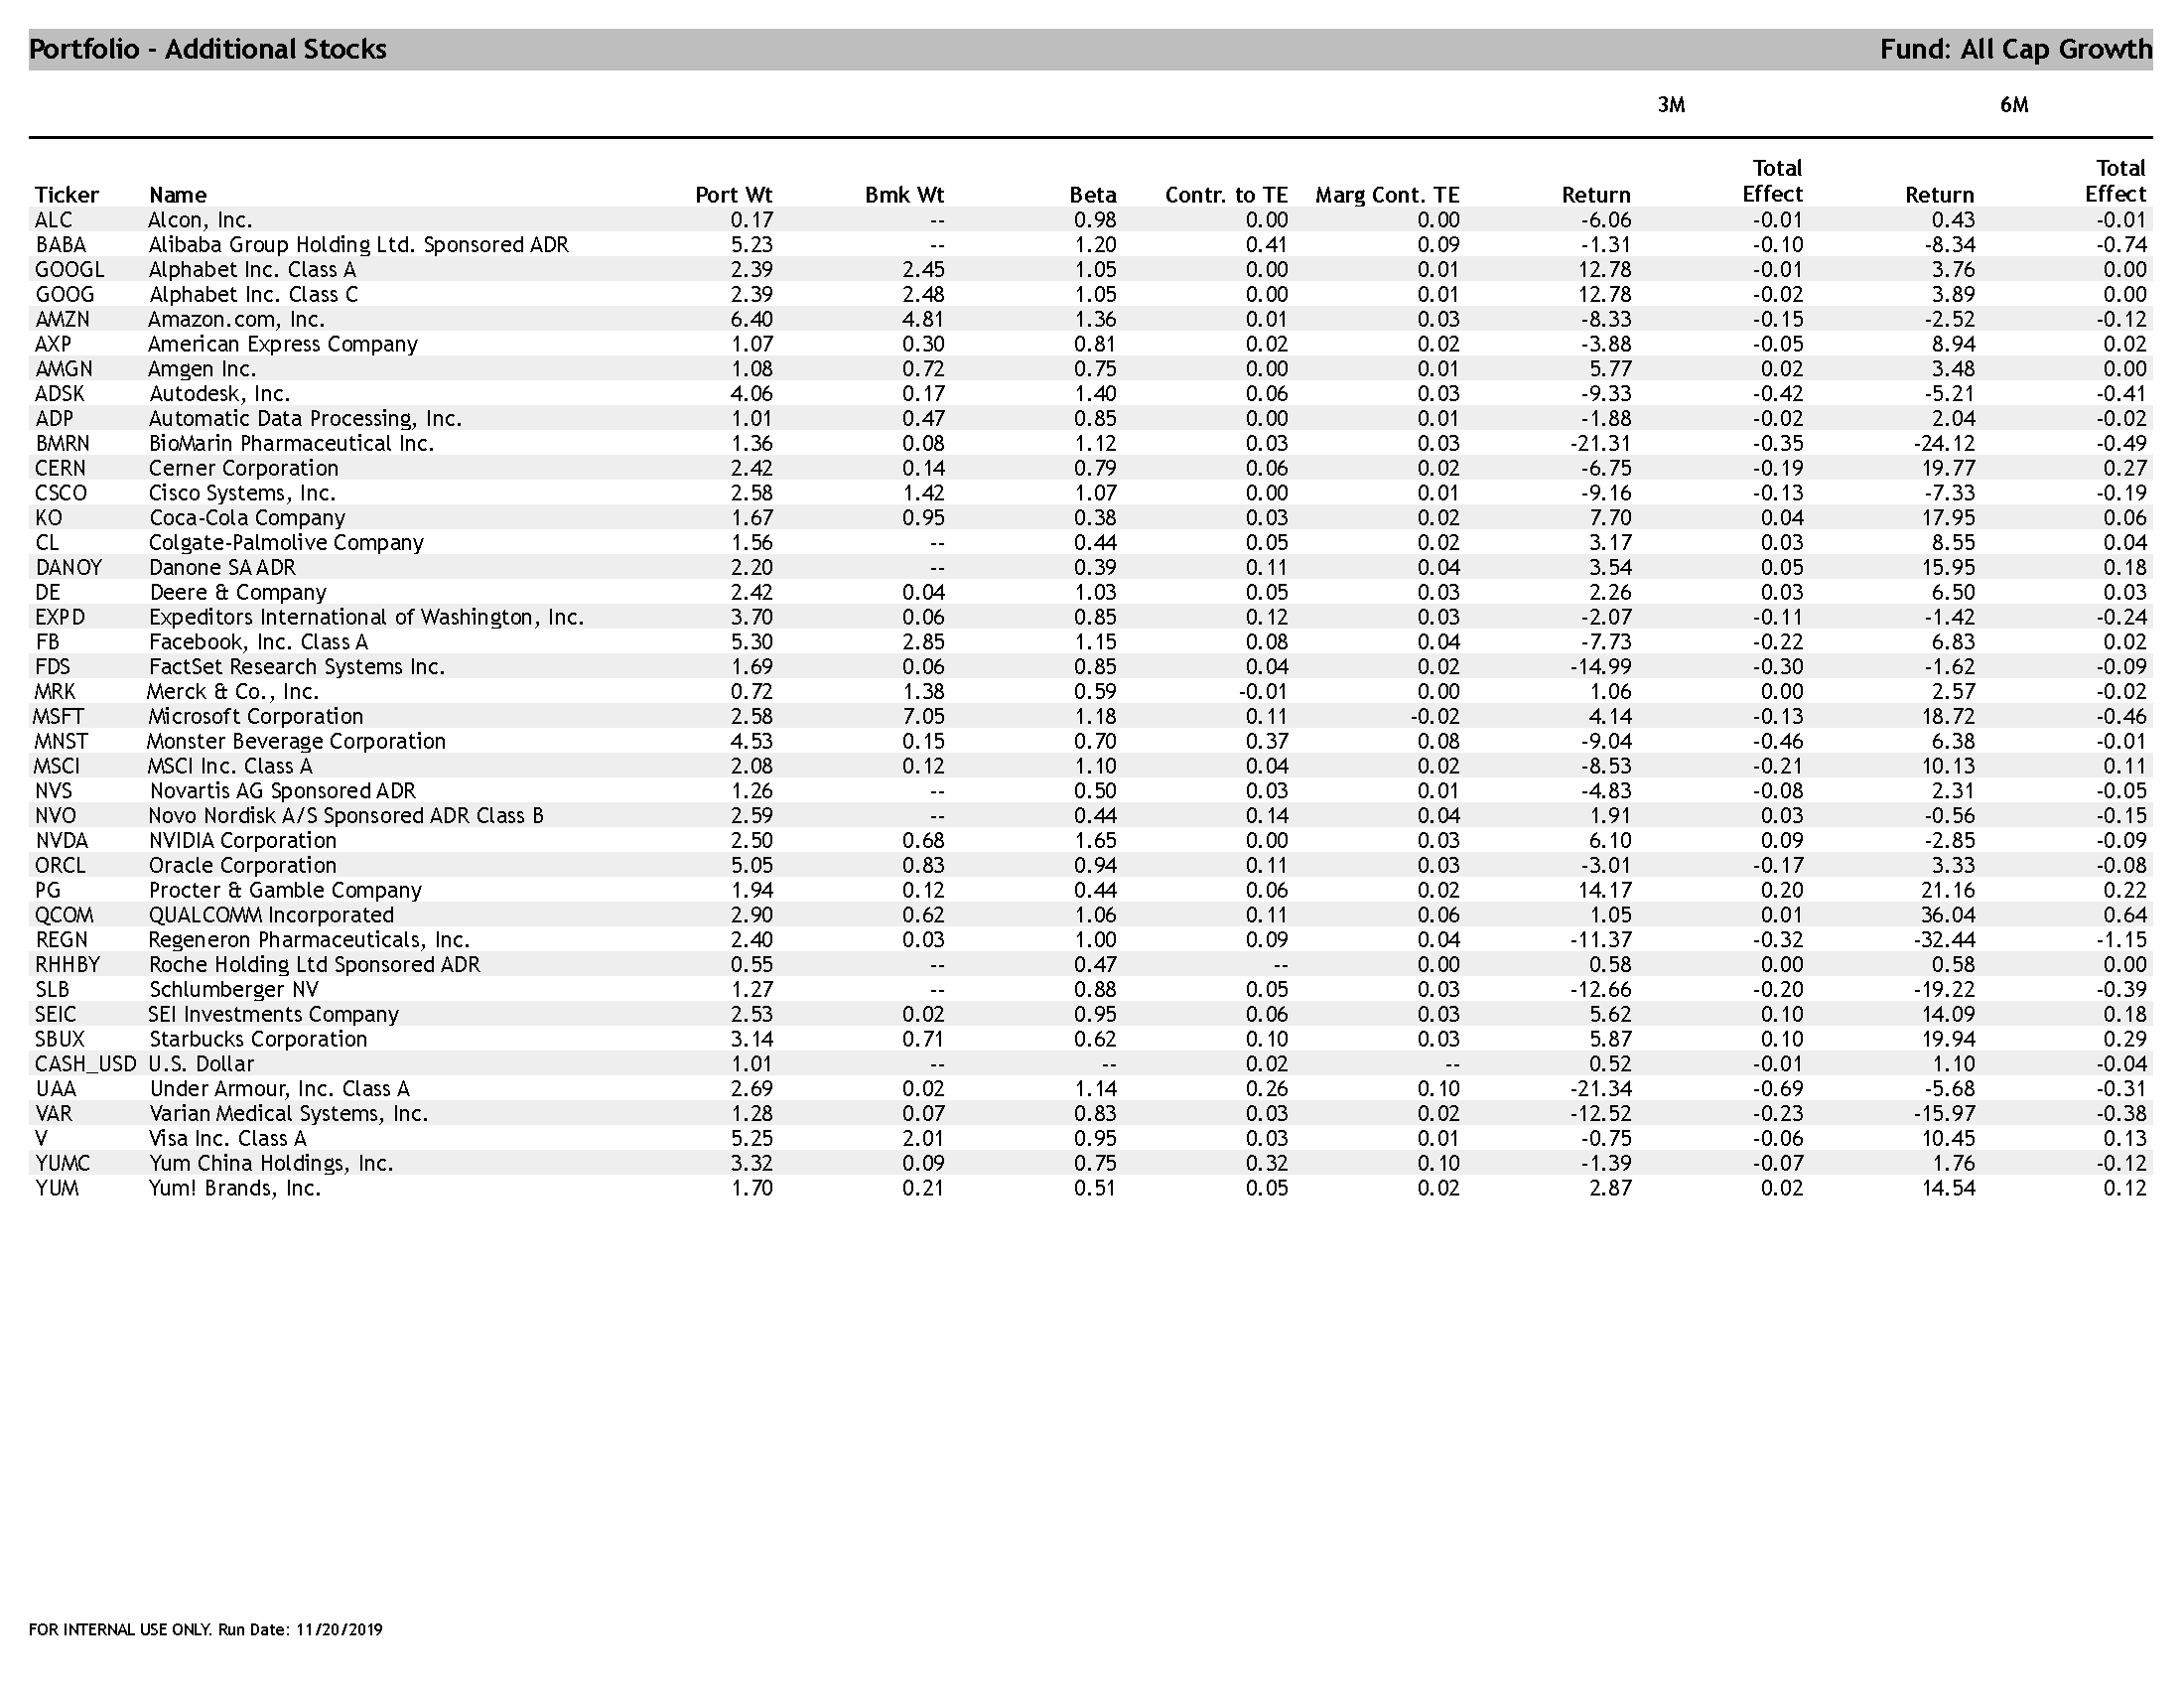 Portfolio - Additional Stocks Fund: All Cap Growth
3M 6M
Total Total
Ticker Name Port Wt Bmk Wt Beta Contr. to TE Marg Cont. TE Return Effect Return Effect
ALC Alcon, Inc. 0.17 -- 0.98 0.00 0.00 -6.06 -0.01 0.43 -0.01
BABA Alibaba Group Holding Ltd. Sponsored ADR 5.23 -- 1.20 0.41 0.09 -1.31 -0.10 -8.34 -0.74
GOOGL Alphabet Inc. Class A 2.39 2.45 1.05 0.00 0.01 12.78 -0.01 3.76 0.00
GOOG Alphabet Inc. Class C 2.39 2.48 1.05 0.00 0.01 12.78 -0.02 3.89 0.00
AMZN Amazon.com, Inc. 6.40 4.81 1.36 0.01 0.03 -8.33 -0.15 -2.52 -0.12
AXP American Express Company 1.07 0.30 0.81 0.02 0.02 -3.88 -0.05 8.94 0.02
AMGN Amgen Inc. 1.08 0.72 0.75 0.00 0.01 5.77 0.02 3.48 0.00
ADSK Autodesk, Inc. 4.06 0.17 1.40 0.06 0.03 -9.33 -0.42 -5.21 -0.41
ADP Automatic Data Processing, Inc. 1.01 0.47 0.85 0.00 0.01 -1.88 -0.02 2.04 -0.02
BMRN BioMarin Pharmaceutical Inc. 1.36 0.08 1.12 0.03 0.03 -21.31 -0.35 -24.12 -0.49
CERN Cerner Corporation 2.42 0.14 0.79 0.06 0.02 -6.75 -0.19 19.77 0.27
CSCO Cisco Systems, Inc. 2.58 1.42 1.07 0.00 0.01 -9.16 -0.13 -7.33 -0.19
KO Coca-Cola Company 1.67 0.95 0.38 0.03 0.02 7.70 0.04 17.95 0.06
CL Colgate-Palmolive Company 1.56 -- 0.44 0.05 0.02 3.17 0.03 8.55 0.04
DANOY Danone SA ADR 2.20 -- 0.39 0.11 0.04 3.54 0.05 15.95 0.18
DE Deere & Company 2.42 0.04 1.03 0.05 0.02 2.26 0.03 6.50 0.03
EXPD Expeditors International of Washington, Inc. 3.70 0.06 0.85 0.12 0.03 -2.07 -0.11 -1.42 -0.24
FB Facebook, Inc. Class A 5.30 2.85 1.15 0.08 0.04 -7.73 -0.22 6.83 0.02
FDS FactSet Research Systems Inc. 1.69 0.06 0.85 0.04 0.02 -14.99 -0.30 -1.62 -0.09
MRK Merck & Co., Inc. 0.72 1.38 0.59 -0.01 0.00 1.06 0.00 2.57 -0.02
MSFT Microsoft Corporation 2.58 7.05 1.18 0.11 -0.02 4.14 -0.13 18.72 -0.46
MNST Monster Beverage Corporation 4.53 0.15 0.70 0.37 0.08 -9.04 -0.46 6.38 -0.01
MSCI MSCI Inc. Class A 2.08 0.12 1.10 0.04 0.02 -8.53 -0.21 10.13 0.11
NVS Novartis AG Sponsored ADR 1.26 -- 0.50 0.03 0.01 -4.83 -0.08 2.31 -0.05
NVO Novo Nordisk A/S Sponsored ADR Class B 2.59 -- 0.44 0.14 0.04 1.91 0.03 -0.56 -0.15
NVDA NVIDIA Corporation 2.50 0.68 1.65 0.00 0.03 6.10 0.09 -2.85 -0.09
ORCL Oracle Corporation 5.05 0.83 0.94 0.11 0.03 -3.01 -0.17 3.33 -0.08
PG Procter & Gamble Company 1.94 0.12 0.44 0.06 0.02 14.17 0.20 21.16 0.22
QCOM QUALCOMM Incorporated 2.90 0.62 1.06 0.11 0.06 1.05 0.01 36.04 0.64
REGN Regeneron Pharmaceuticals, Inc. 2.40 0.03 1.00 0.09 0.04 -11.37 -0.32 -32.44 -1.15
RHHBY Roche Holding Ltd Sponsored ADR 0.55 -- 0.47 -- 0.00 0.58 0.00 0.58 0.00
SLB Schlumberger NV 1.27 -- 0.88 0.05 0.03 -12.66 -0.20 -19.22 -0.39
SEIC SEI Investments Company 2.53 0.02 0.95 0.06 0.03 5.62 0.10 14.09 0.18
SBUX Starbucks Corporation 3.14 0.71 0.62 0.10 0.03 5.87 0.10 19.94 0.29
CASH_USD U.S. Dollar 1.01 -- -- 0.02 -- 0.52 -0.01 1.10 -0.04
UAA Under Armour, Inc. Class A 2.69 0.02 1.14 0.26 0.10 -21.34 -0.69 -5.68 -0.31
VAR Varian Medical Systems, Inc. 1.28 0.07 0.83 0.03 0.02 -12.52 -0.23 -15.97 -0.38
V Visa Inc. Class A 5.25 2.01 0.95 0.03 0.01 -0.75 -0.06 10.45 0.13
YUMC Yum China Holdings, Inc. 3.32 0.09 0.75 0.32 0.10 -1.39 -0.07 1.76 -0.12
YUM Yum! Brands, Inc. 1.70 0.21 0.51 0.05 0.02 2.87 0.02 14.54 0.12
FOR INTERNAL USE ONLY. Run Date: 11/20/2019